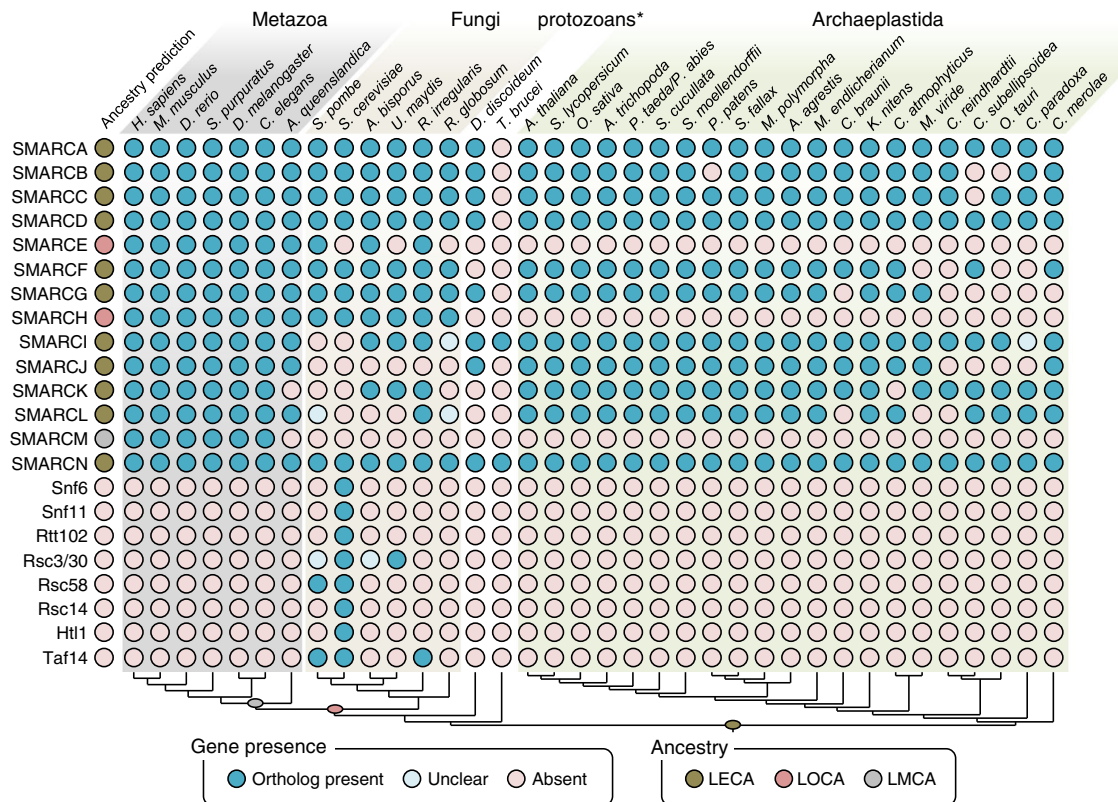 Metazoa Fungi protozoans* Archaeplastida
Ancestry prediction
H. sapiens
M. musculus
D. rerio
S. purpuratus
D. melanogaster
C. elegans
A. queenslandica
S. pombe
S. cerevisiae
A. bisporus
U. maydis
R. irregularis
R. globosum
D. discoideum
T. brucei
A. thaliana
S. lycopersicum
O. sativa
A. trichopoda
P. taeda/P. abies
S. cucullata
S. moellendorffii
P. patens
S. fallax
M. polymorpha
A. agrestis
M. endlicherianum
C. braunii
K. nitens
C. atmophyticus
M. viride
C. reindhardtii
C. subellipsoidea
O. tauri
C. paradoxa
C. merolae
SMARCA
SMARCB
SMARCC
SMARCD
SMARCE
SMARCF
SMARCG
SMARCH
SMARCI
SMARCJ
SMARCK
SMARCL
SMARCM
SMARCN
Snf6
Snf11
Rtt102
Rsc3/30
Rsc58
Rsc14
Htl1
Taf14
Gene presence
Ortholog present Unclear Absent
Ancestry
LECA LOCA LMCA